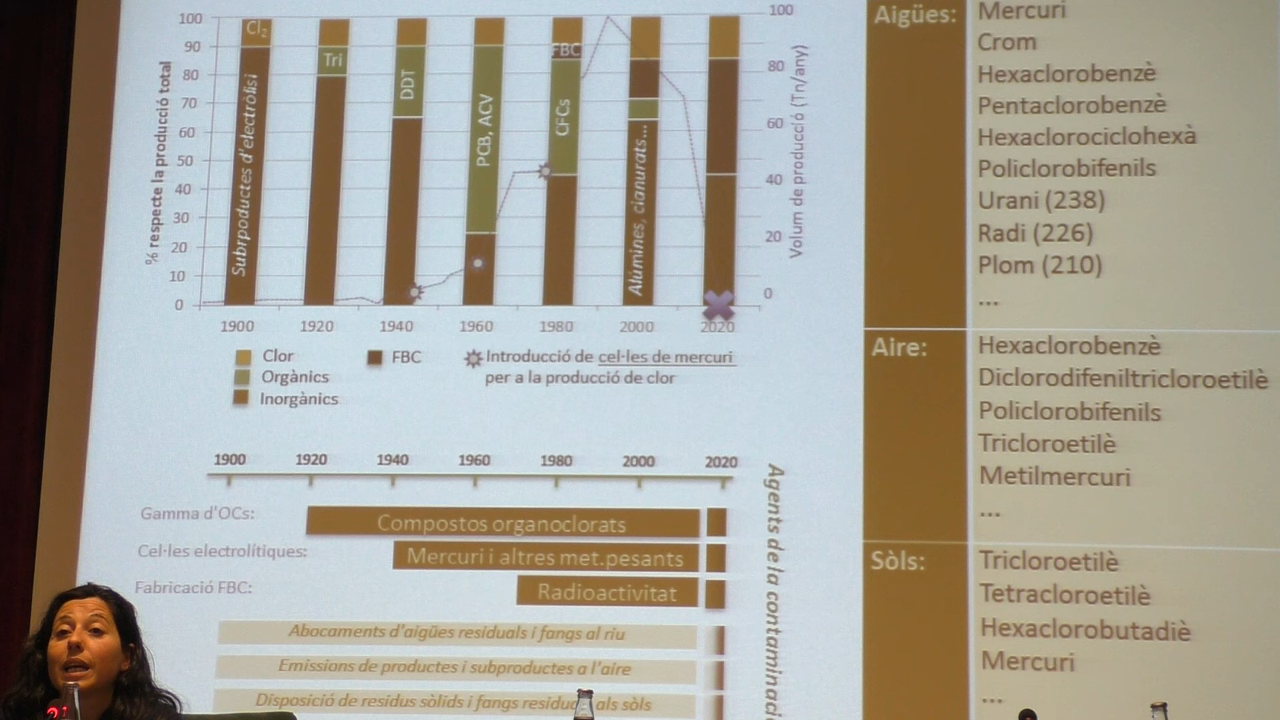 % respecte la producció total
100
90
80
70
60
50
40
30
20
10
0
Cl2
Subrpoductes d'electròlisi
Tri
DDT
PCB, ACV
FBC
CFCs
Alúmines, cianurats...
100
80
60
40
20
0
Volum de producció (Tn/any)
1900 1920 1940 1960 1980 2000 2020
Clor
Orgànics
Inorgànics
FBC
Introducció de cel·les de mercuri
per a la producció de clor
1900 1920 1940 1960 1980 2000 2020
Gamma d'OCs:
Compostos organoclorats
Cel·les electrolítiques:
Mercuri i altres met.pesants
Fabricació FBC:
Radioactivitat
Abocaments d'aigües residuals i fangs al riu
Emissions de productes i subproductes a l'aire
Disposició de residus sòlids i fangs als sòls
Agents de la
Aigües:
Mercuri
Crom
Hexaclorobenzè
Pentaclorobenzè
Hexaclorociclohexà
Policlorobifenils
Urani (238)
Radi (226)
Plom (210)
...
Aire:
Hexaclorobenzè
Diclorodifeniltricloroetilè
Policlorobifenils
Tricloroetilè
Metilmercuri
...
Sòls:
Tricloroetilè
Tetracloroetilè
Hexaclorobutadiè
Mercuri
...